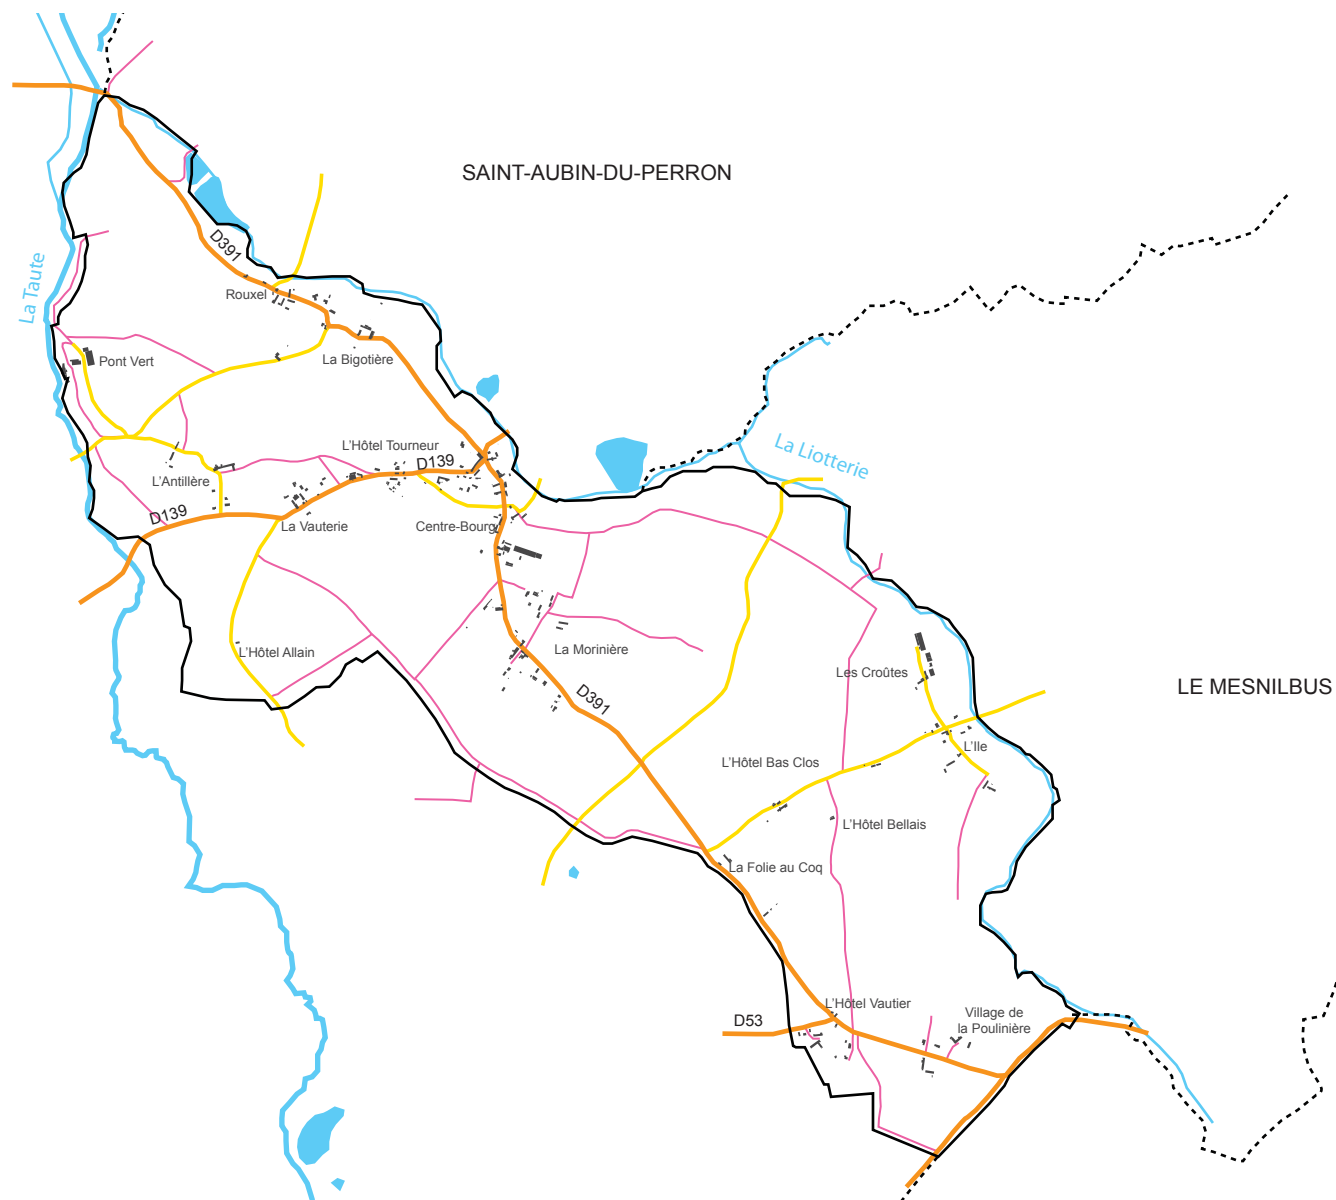 SAINT-AUBIN-DU-PERRON
D391
La Taute
Rouxel
La Bigotière
Pont Vert
L'Hôtel Tourneur
La Liotterie
D139
L'Antillère
D139
La Vauterie
Centre-Bourg
L'Hôtel Allain
La Morinière
Les Croûtes
LE MESNILBUS
D391
L'Ile
L'Hôtel Bas Clos
L'Hôtel Bellais
La Folie au Coq
L'Hôtel Vautier
Village de
la Poulinière
D53